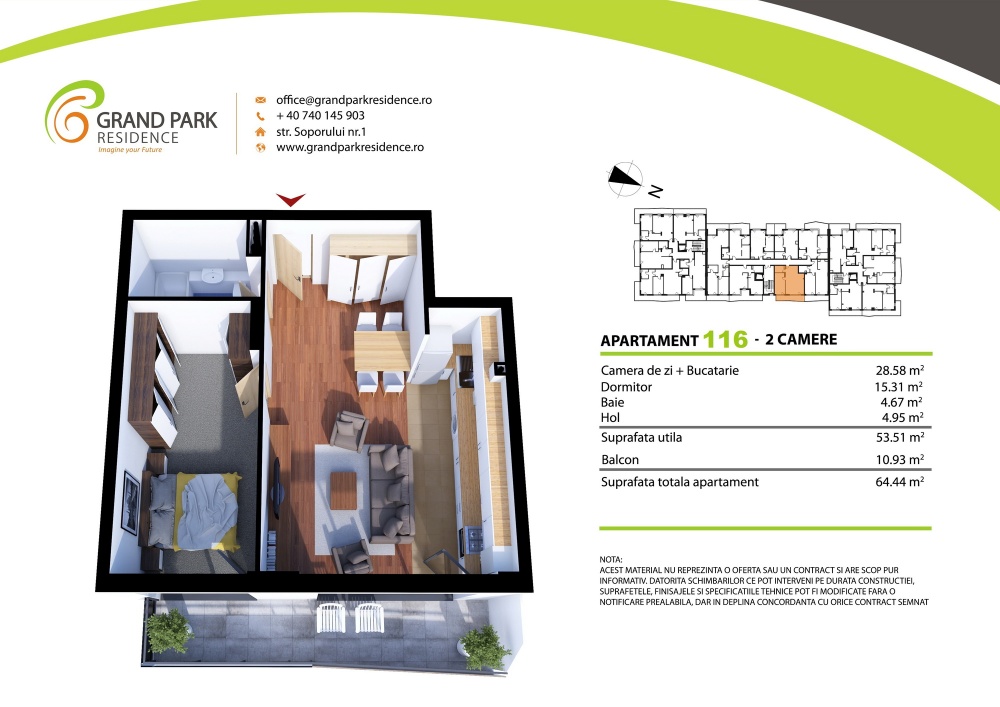 GRAND PARK
RESIDENCE
Imagine your Future
office@grandparkresidence.ro
+ 40 740 145 903
str. Soporului nr.1
www.grandparkresidence.ro
N
APARTAMENT 116 - 2 CAMERE
Camera de zi + Bucatarie 28.58 m²
Dormitor 15.31 m²
Baie 4.67 m²
Hol 4.95 m²
Suprafata utila 53.51 m²
Balcon 10.93 m²
Suprafata totala apartament 64.44 m²
NOTA:
ACEST MATERIAL NU REPREZINTA O OFERTA SAU UN CONTRACT SI ARE SCOP PUR
INFORMATIV. DATORITA SCHIMBARILOR CE POT INTERVENI PE DURATA CONSTRUCTIEI,
SUPRAFETELE, FINISAJELE SI SPECIFICATIILE TEHNICE POT FI MODIFICATE FARA O
NOTIFICARE PREALABILA, DAR IN DEPLINA CONCORDANTA CU ORICE CONTRACT SEMNAT